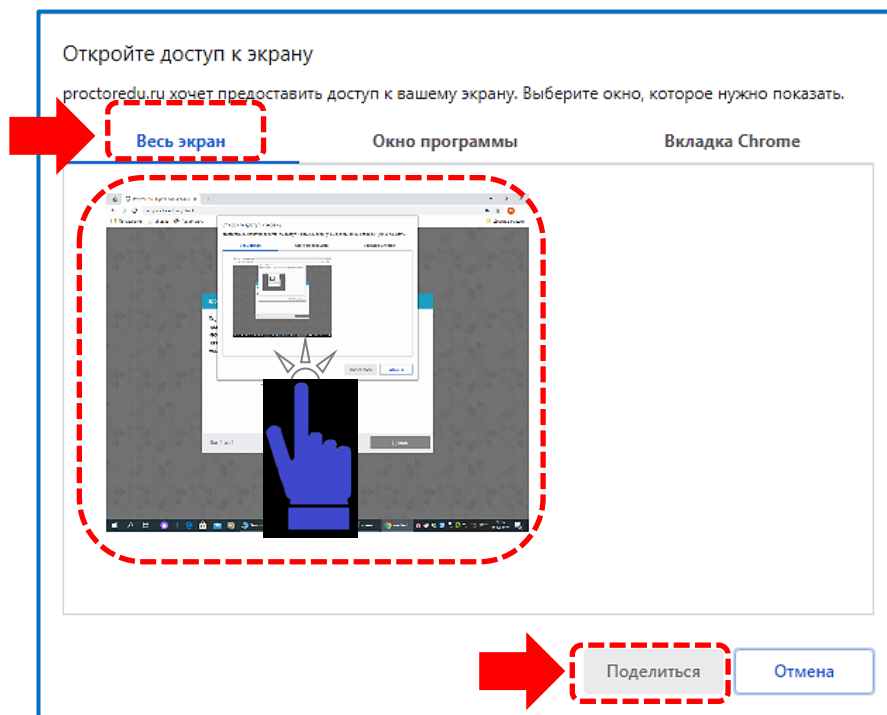 Откройте доступ к экрану
proctoredu.ru хочет предоставить доступ к вашему экрану. Выберите окно, которое нужно показать.
Весь экран Окно программы Вкладка Chrome
Поделиться Отмена